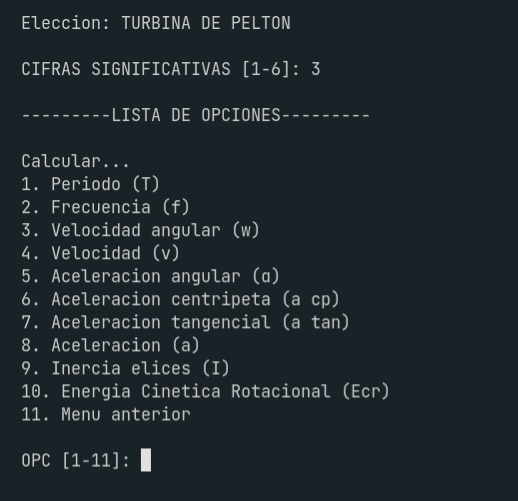 Eleccion: TURBINA DE PELTON
CIFRAS SIGNIFICATIVAS [1-6]: 3
---------LISTA DE OPCIONES---------
Calcular...
1. Periodo (T)
2. Frecuencia (f)
3. Velocidad angular (w)
4. Velocidad (v)
5. Aceleracion angular (α)
6. Aceleracion centripeta (a cp)
7. Aceleracion tangencial (a tan)
8. Aceleracion (a)
9. Inercia elices (I)
10. Energia Cinetica Rotacional (Ecr)
11. Menu anterior
OPC [1-11]: